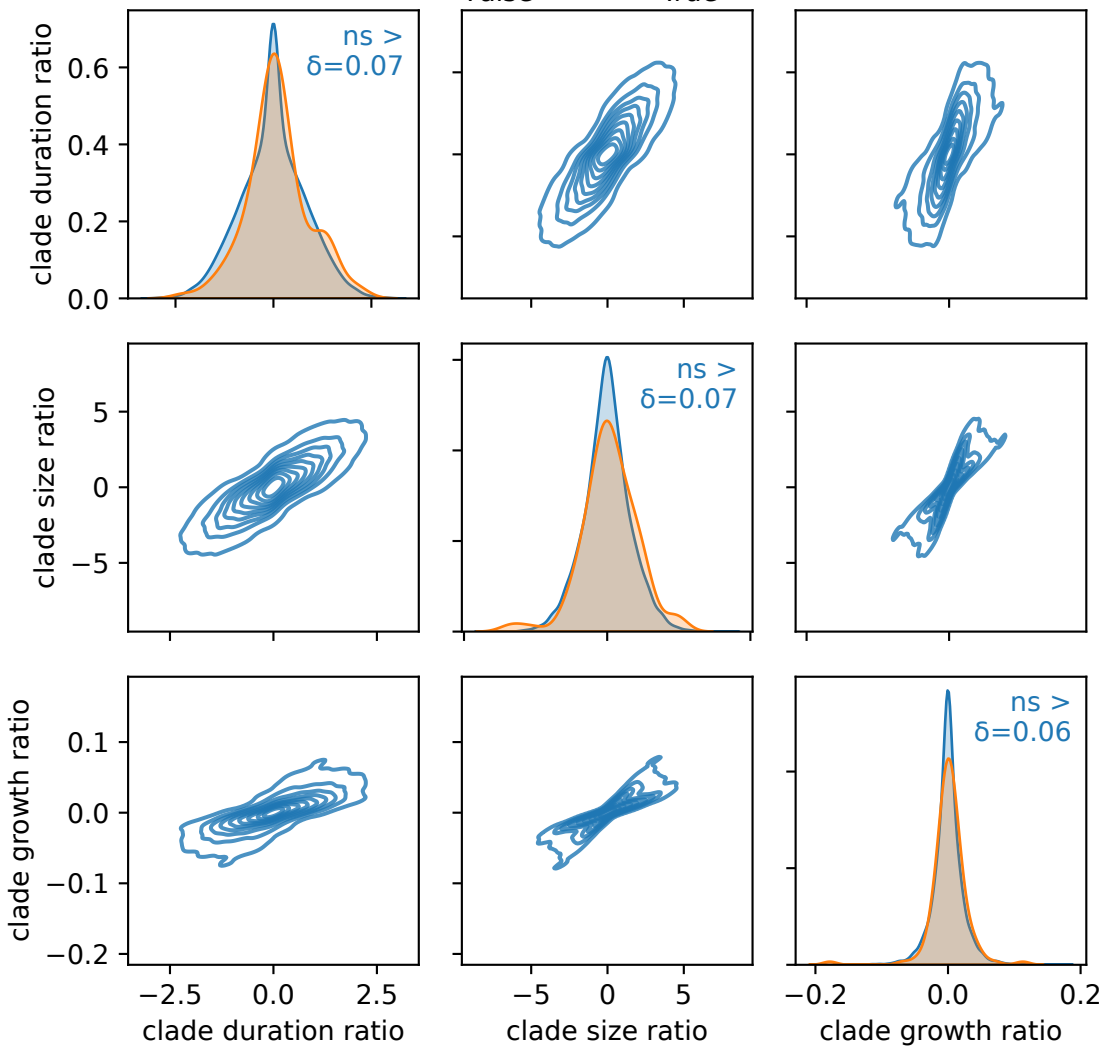 clade duration ratio
0.6
0.4
0.2
0.0
ns >
δ=0.07
clade size ratio
5
0
−5
ns >
δ=0.07
clade growth ratio
0.1
0.0
−0.1
−0.2
ns >
δ=0.06
−2.5 0.0 2.5
−5 0 5
−0.2 0.0 0.2
clade duration ratio
clade size ratio
clade growth ratio